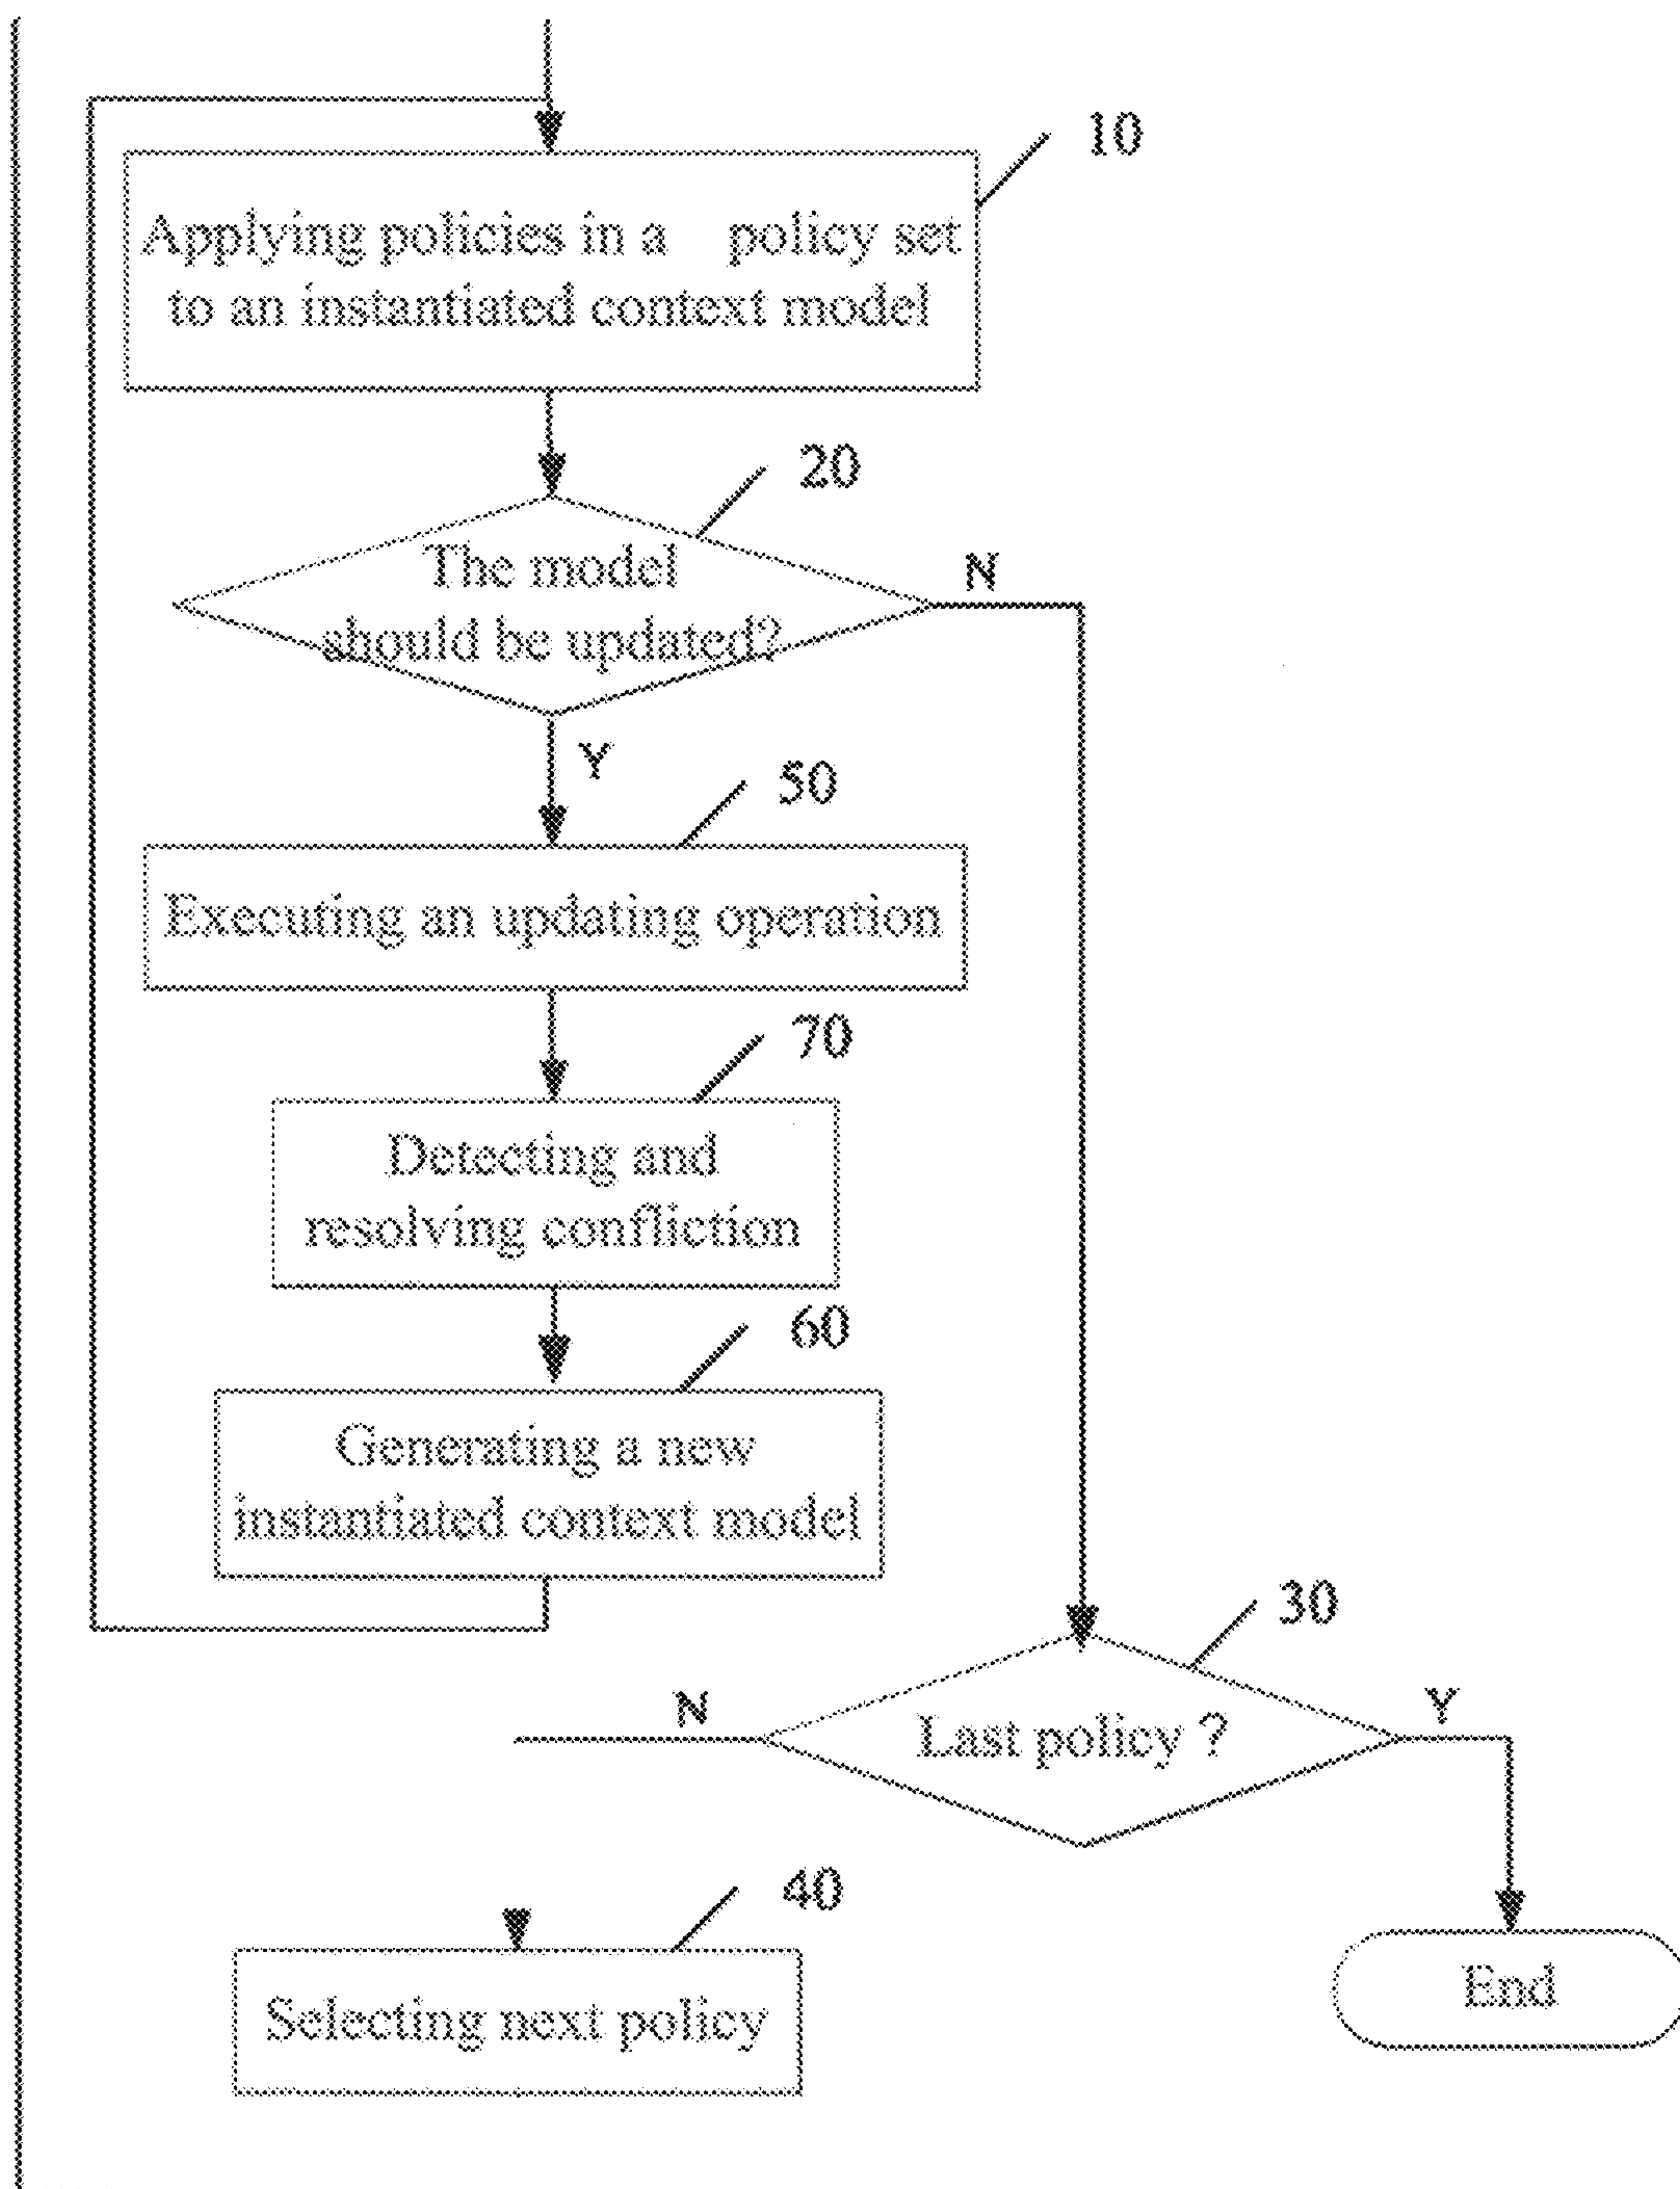 10
Applying policies in a policy set
to an instantiated context model
20
The model
should be updated?
N
Y
50
Executing an updating operation
70
Detecting and
resolving confliction
60
Generating a new
instantiated context model
30
N
Last policy ?
Y
40
Selecting next policy
End